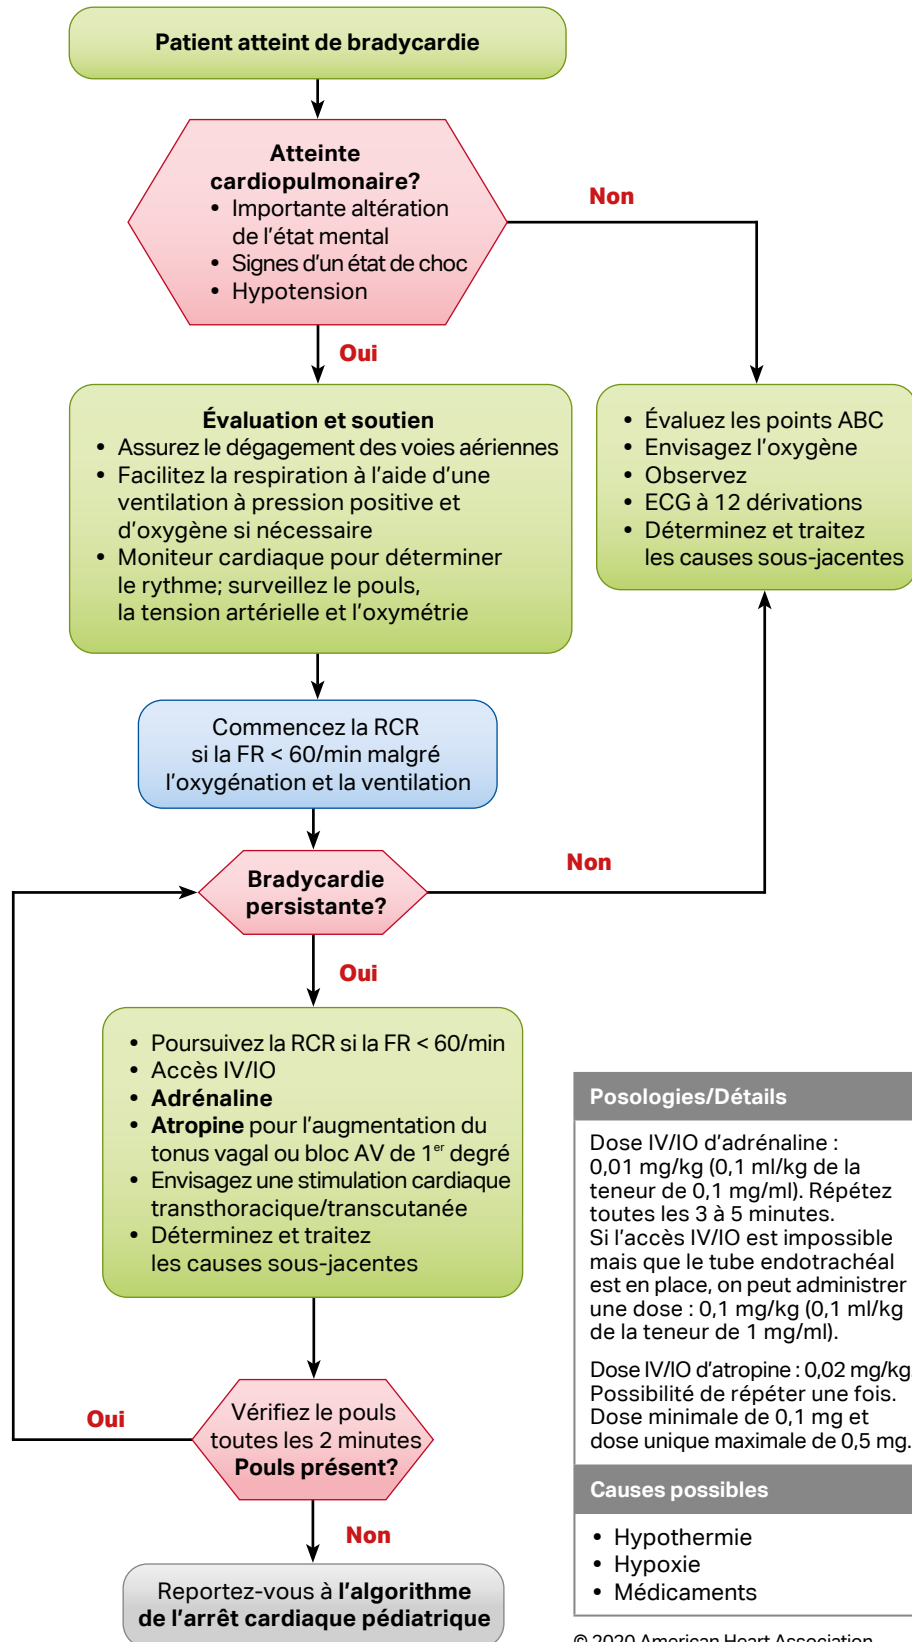 Patient atteint de bradycardie
Atteinte
cardiopulmonaire?
• Importante altération
de l'état mental
• Signes d'un état de choc
• Hypotension
Non
Oui
Évaluation et soutien
• Assurez le dégagement des voies aériennes
• Facilitez la respiration à l'aide d'une
ventilation à pression positive et
d'oxygène si nécessaire
• Moniteur cardiaque pour déterminer
le rythme; surveillez le pouls,
la tension artérielle et l'oxymétrie
• Évaluez les points ABC
• Envisagez l'oxygène
• Observez
• ECG à 12 dérivations
• Déterminez et traitez
les causes sous-jacentes
Commencez la RCR
si la FR < 60/min malgré
l'oxygénation et la ventilation
Bradycardie
persistante?
Non
Oui
• Poursuivez la RCR si la FR < 60/min
• Accès IV/IO
• Adrénaline
• Atropine pour l'augmentation du
tonus vagal ou bloc AV de 1er degré
• Envisagez une stimulation cardiaque
transthoracique/transcutanée
• Déterminez et traitez
les causes sous-jacentes
Vérifiez le pouls
toutes les 2 minutes
Pouls présent?
Oui
Non
Reportez-vous à l'algorithme
de l'arrêt cardiaque pédiatrique
Posologies/Détails
Dose IV/IO d'adrénaline :
0,01 mg/kg (0,1 ml/kg de la
teneur de 0,1 mg/ml). Répétez
toutes les 3 à 5 minutes.
Si l'accès IV/IO est impossible
mais que le tube endotrachéal
est en place, on peut administrer
une dose : 0,1 mg/kg (0,1 ml/kg
de la teneur de 1 mg/ml).
Dose IV/IO d'atropine : 0,02 mg/kg.
Possibilité de répéter une fois.
Dose minimale de 0,1 mg et
dose unique maximale de 0,5 mg.
Causes possibles
• Hypothermie
• Hypoxie
• Médicaments
© 2020 American Heart Association